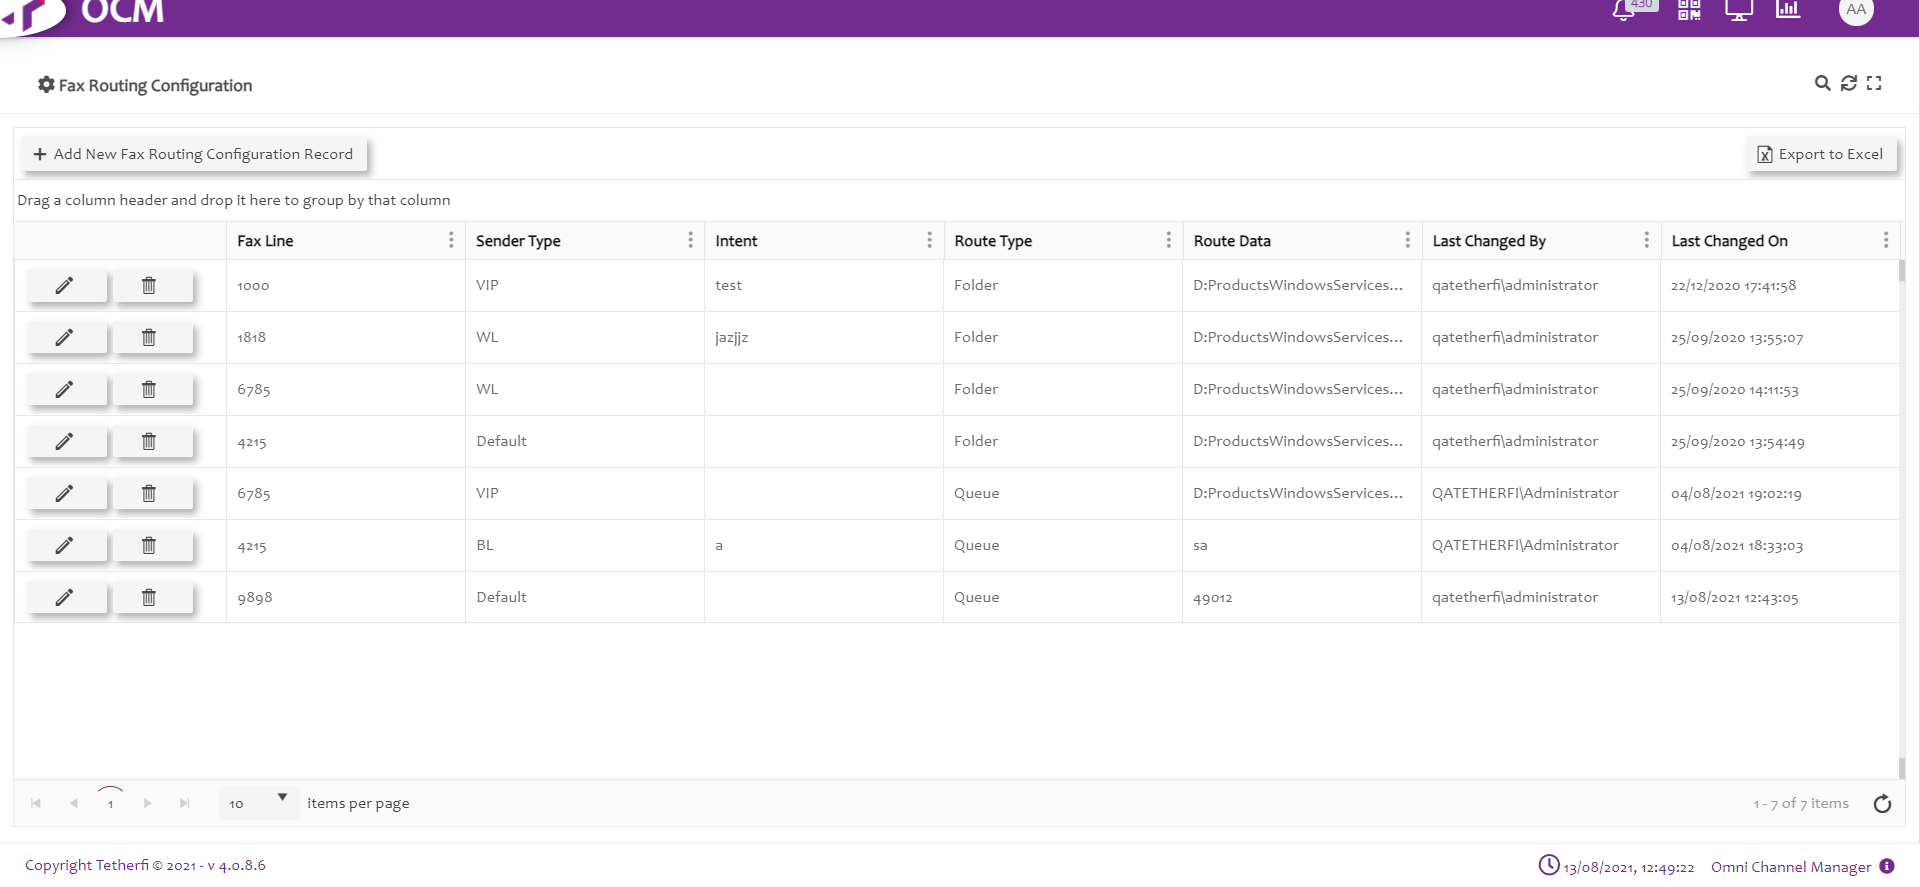 OCM
430
AA
Fax Routing Configuration
+ Add New Fax Routing Configuration Record
Export to Excel
Drag a column header and drop it here to group by that column
Fax Line Sender Type Intent Route Type Route Data Last Changed By Last Changed On
1000 VIP test Folder D:ProductsWindowsServices... qatetherfi\administrator 22/12/2020 17:41:58
1818 WL jazjjz Folder D:ProductsWindowsServices... qatetherfi\administrator 25/09/2020 13:55:07
6785 WL Folder D:ProductsWindowsServices... qatetherfi\administrator 25/09/2020 14:11:53
4215 Default Folder D:ProductsWindowsServices... qatetherfi\administrator 25/09/2020 13:54:49
6785 VIP Queue D:ProductsWindowsServices... QATETHERFI\Administrator 04/08/2021 19:02:19
4215 BL a Queue sa QATETHERFI\Administrator 04/08/2021 18:33:03
9898 Default Queue 49012 qatetherfi\administrator 13/08/2021 12:43:05
1 10 items per page 1 - 7 of 7 items
Copyright Tetherfi © 2021 - v 4.0.8.6 13/08/2021, 12:49:22 Omni Channel Manager